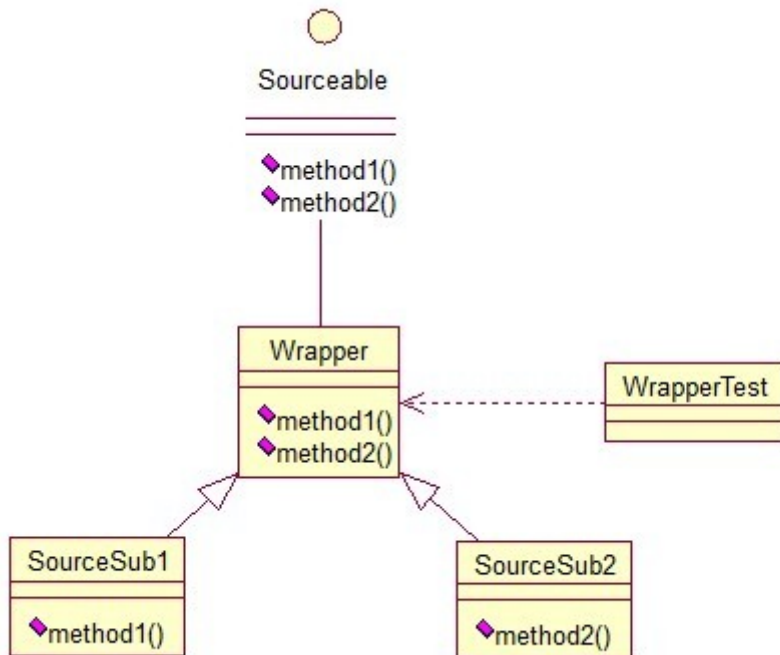 Sourceable
method1()
method2()
Wrapper
method1()
method2()
WrapperTest
SourceSub1
method1()
SourceSub2
method2()